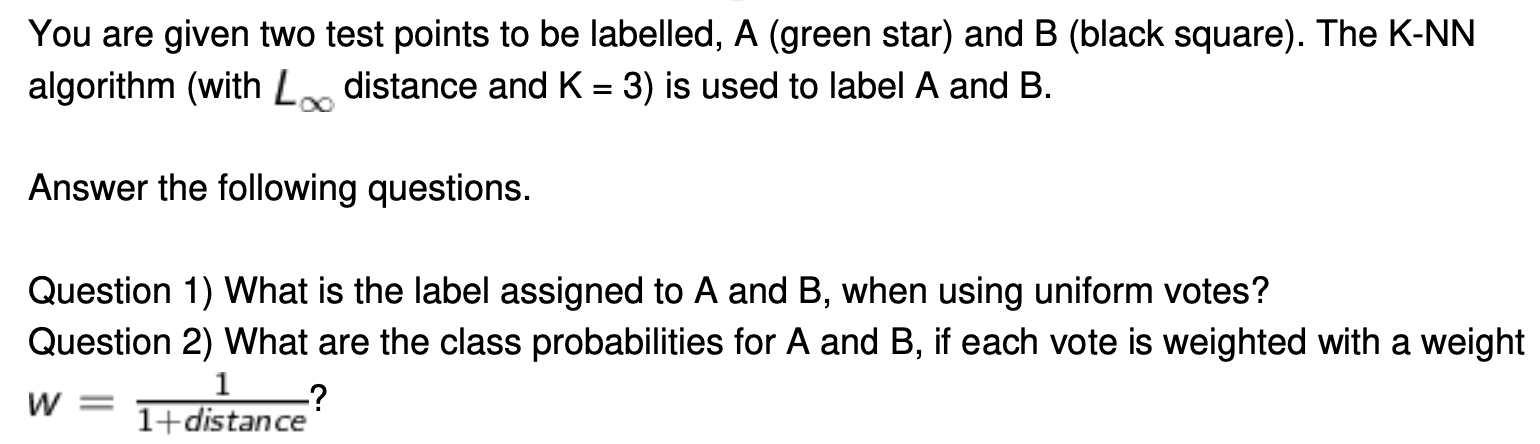 You are given two test points to be labelled, A (green star) and B (black square). The K-NN
algorithm (with L∞ distance and K = 3) is used to label A and B.
Answer the following questions.
Question 1) What is the label assigned to A and B, when using uniform votes?
Question 2) What are the class probabilities for A and B, if each vote is weighted with a weight
w = 1/(1+distance)?